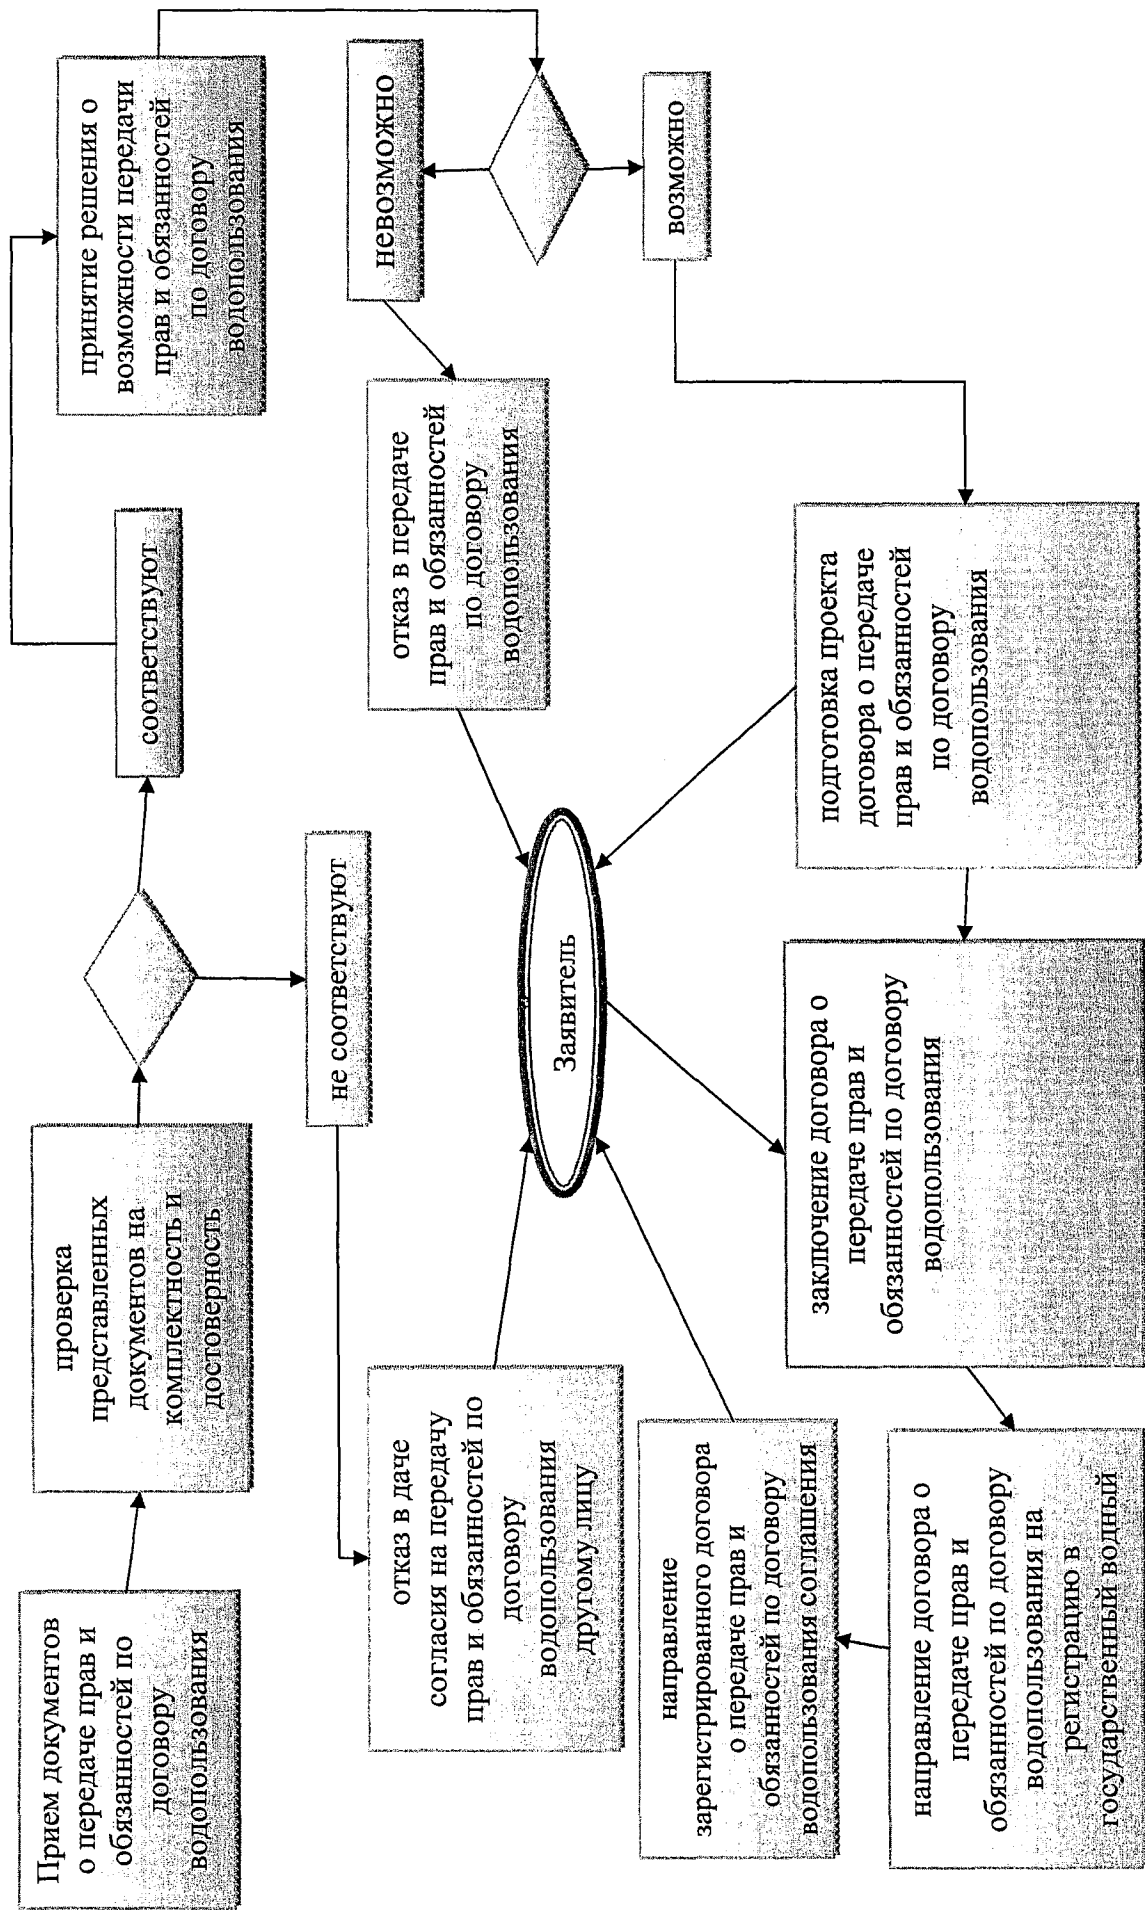 Прием документов
о передаче прав и
обязанностей по
договору
водопользования
проверка
представленных
документов на
комплектность и
достоверность
соответствуют
принятие решения о
возможности передачи
прав и обязанностей
по договору
водопользования
не соответствуют
невозможно
возможно
отказ в даче
согласия на передачу
прав и обязанностей по
договору
водопользования
другому лицу
отказ в передаче
прав и обязанностей
по договору
водопользования
Заявитель
направление
зарегистрированного договора
о передаче прав и
обязанностей по договору
водопользования соглашения
подготовка проекта
договора о передаче
прав и обязанностей
по договору
водопользования
заключение договора о
передаче прав и
обязанностей по договору
водопользования
направление договора о
передаче прав и
обязанностей по договору
водопользования на
регистрацию в
государственный водный